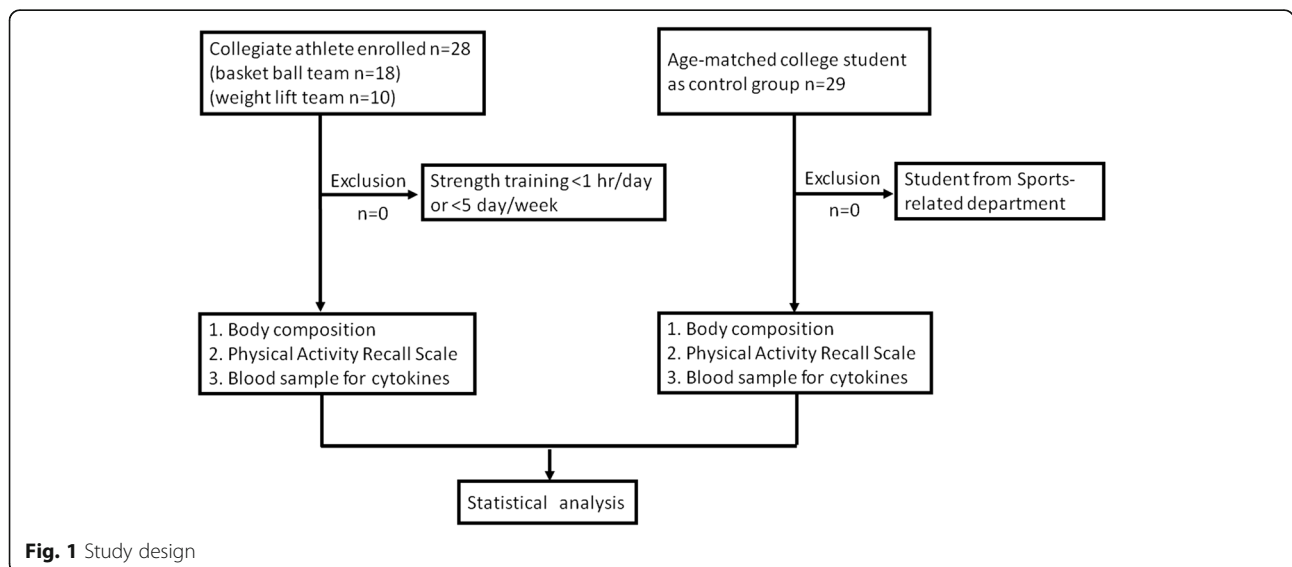 Collegiate athlete enrolled n=28
(basket ball team n=18)
(weight lift team n=10)
Age-matched college student
as control group n=29
Exclusion
n=0
Strength training <1 hr/day
or <5 day/week
Exclusion
n=0
Student from Sports-
related department
1. Body composition
2. Physical Activity Recall Scale
3. Blood sample for cytokines
1. Body composition
2. Physical Activity Recall Scale
3. Blood sample for cytokines
Statistical analysis
Fig. 1 Study design